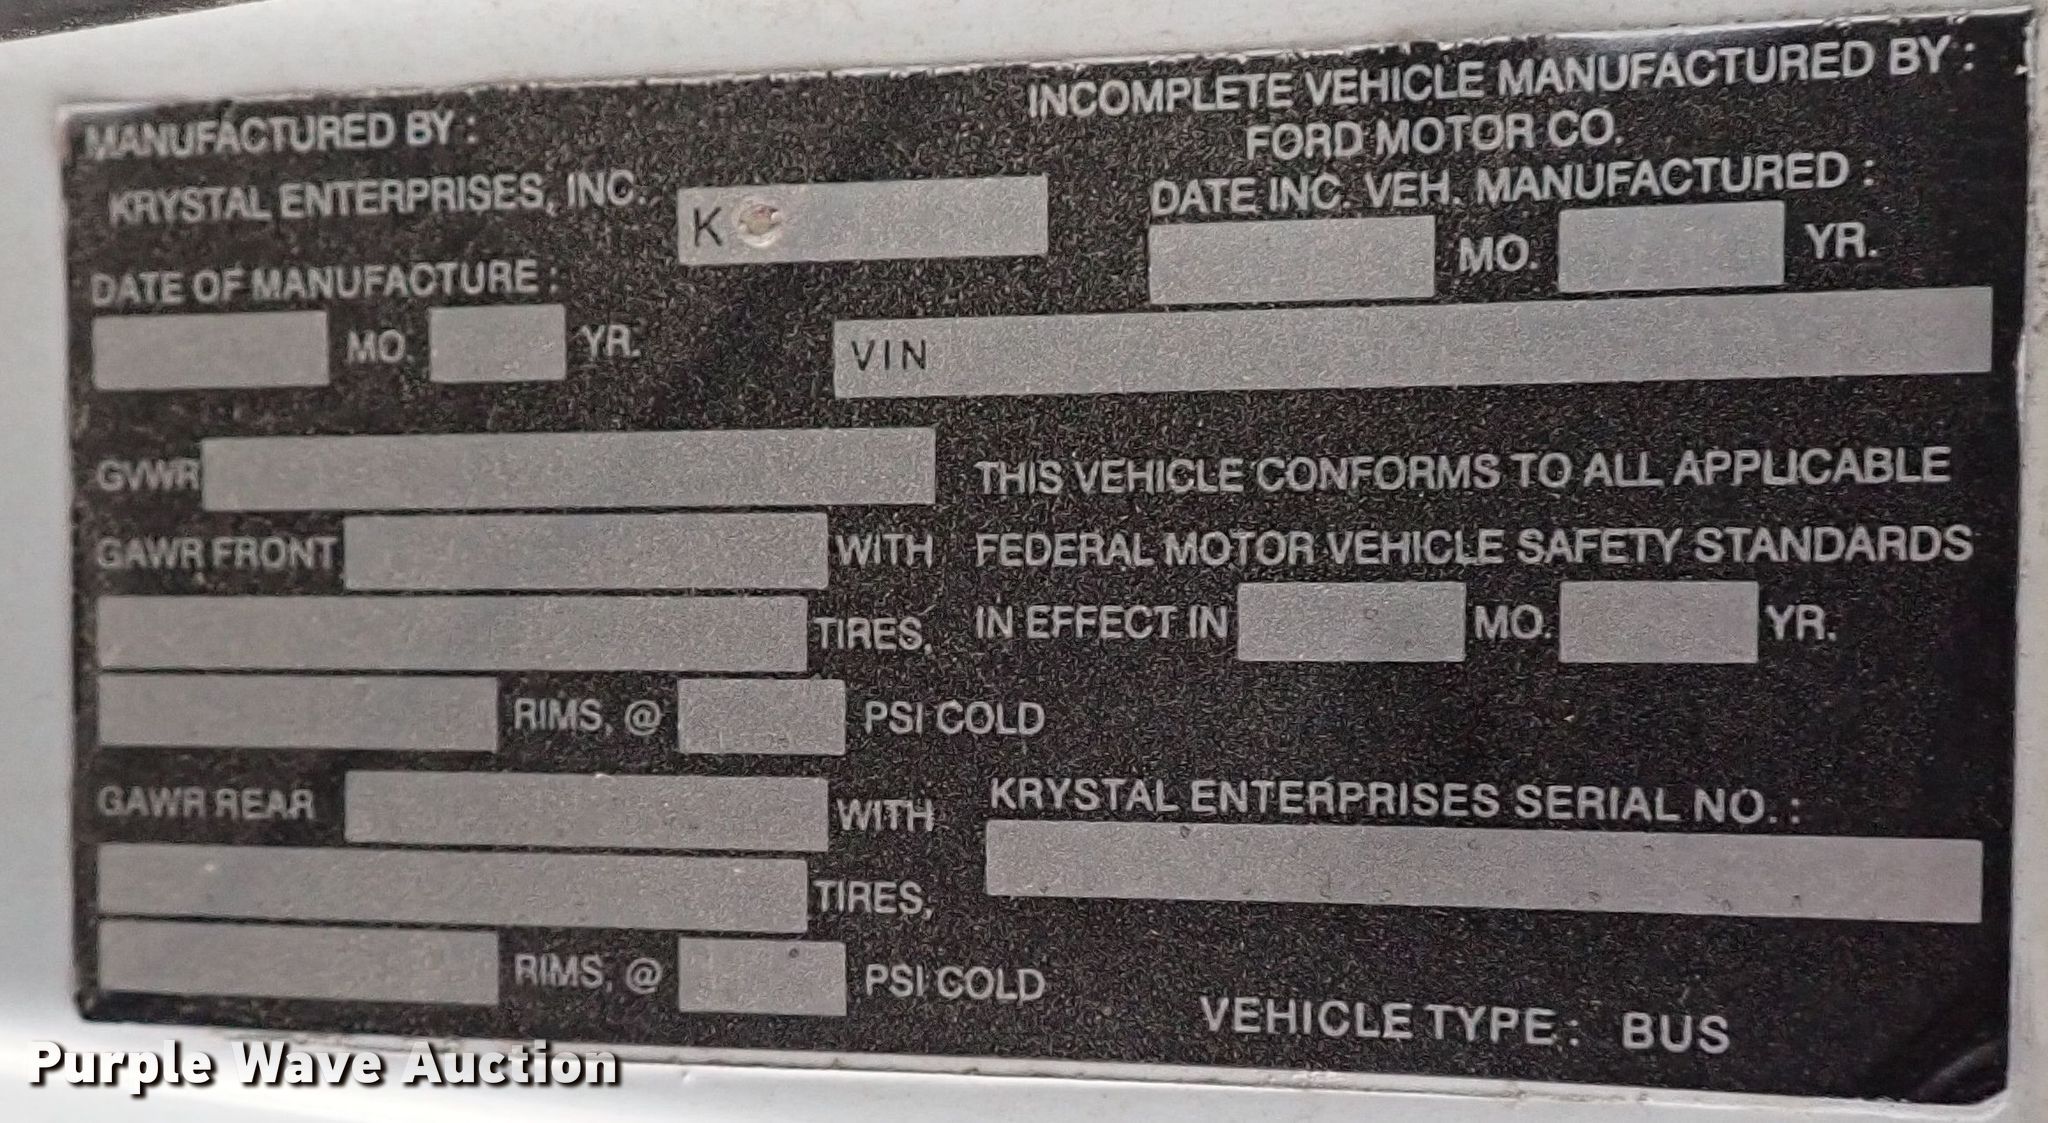 MANUFACTURED BY :
KRYSTAL ENTERPRISES, INC.
K
DATE OF MANUFACTURE :
MO. YR.
INCOMPLETE VEHICLE MANUFACTURED BY :
FORD MOTOR CO.
DATE INC. VEH. MANUFACTURED :
MO. YR.
VIN
GVWR
GAWR FRONT WITH
TIRES,
RIMS, @ PSI COLD
GAWR REAR WITH
TIRES,
RIMS, @ PSI COLD
THIS VEHICLE CONFORMS TO ALL APPLICABLE
FEDERAL MOTOR VEHICLE SAFETY STANDARDS
IN EFFECT IN MO. YR.
KRYSTAL ENTERPRISES SERIAL NO. :
VEHICLE TYPE : BUS
Purple Wave Auction